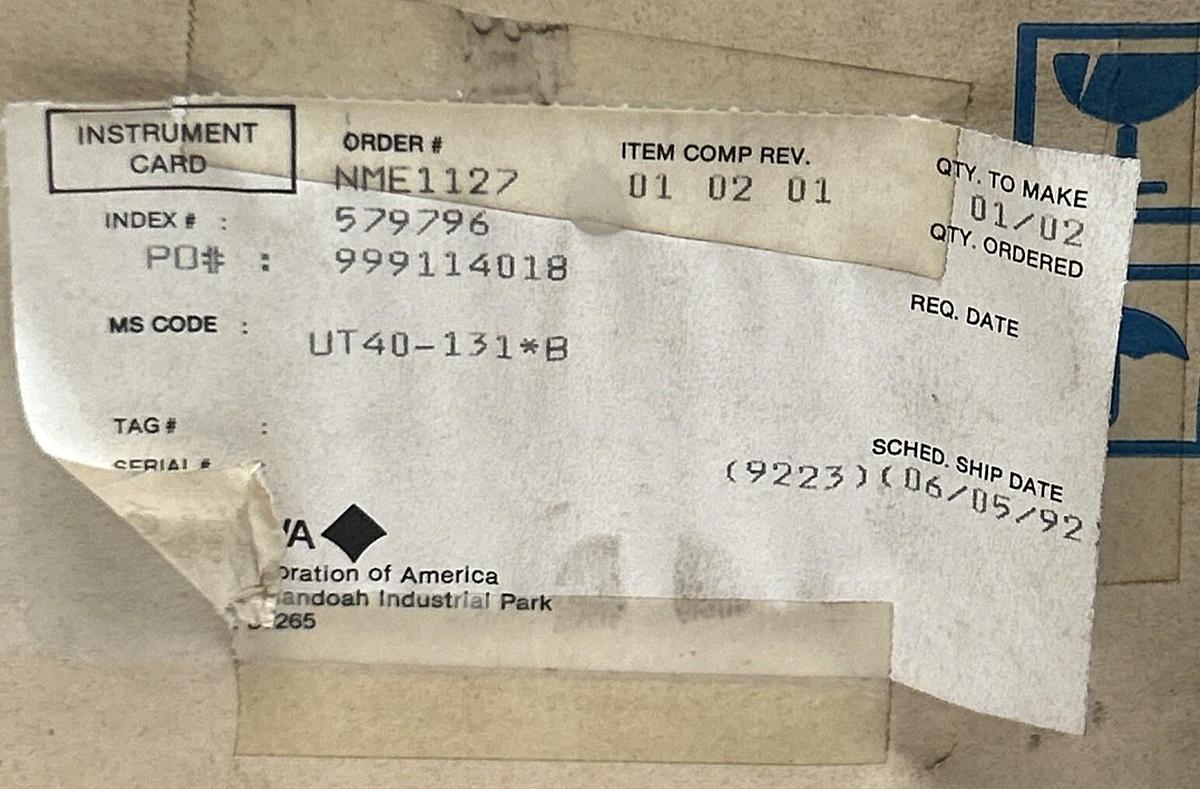 INSTRUMENT CARD
ORDER #
NME1127
ITEM COMP REV.
01 02 01
QTY. TO MAKE
01/02
QTY. ORDERED
INDEX # : 579796
PO# : 999114018
REQ. DATE
MS CODE : UT40-131*B
TAG # :
SERIAL #
SCHED. SHIP DATE
(9223)(06/05/92
of America
Industrial Park
265